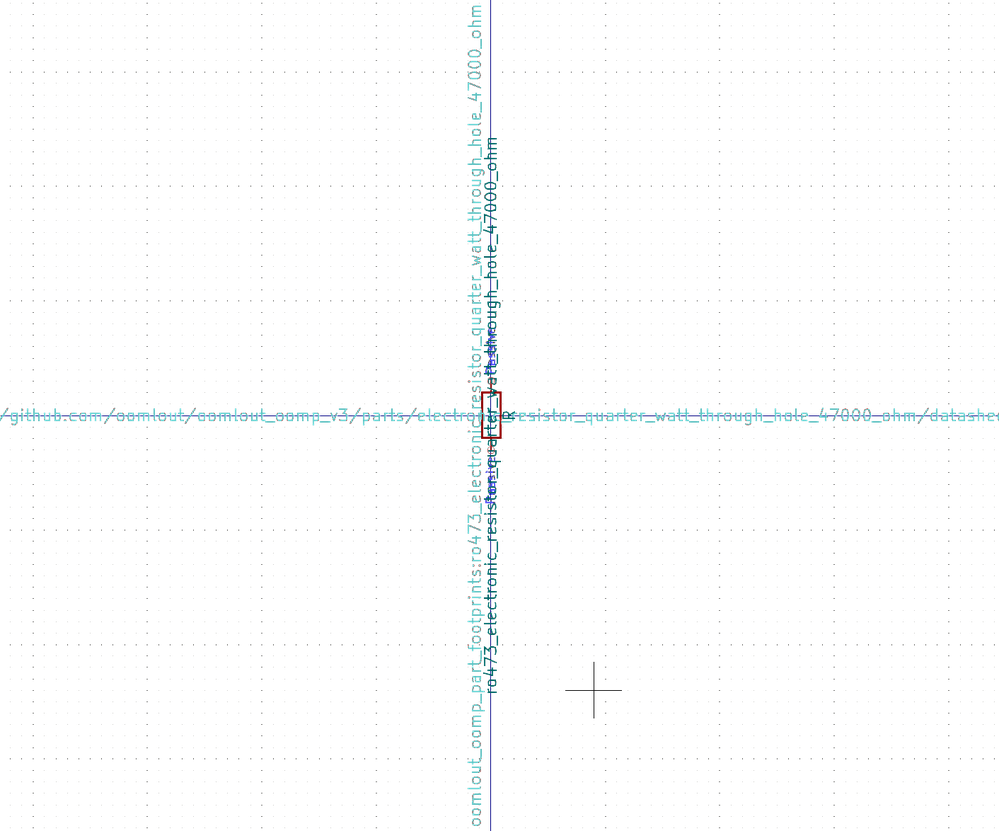 oomlout_oomp_part_footprints:ro473_electronic_resistor_quarter_watt_through_hole_47000_ohm
ro473_electronic_resistor_quarter_watt_through_hole_47000_ohm
R
/github.com/oomlout/oomlout_oomp_v3/parts/electronic_resistor_quarter_watt_through_hole_47000_ohm/datashe